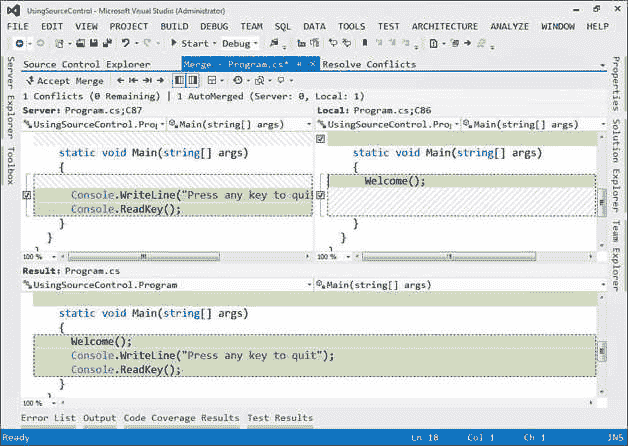 UsingSourceControl - Microsoft Visual Studio (Administrator)
FILE EDIT VIEW PROJECT BUILD DEBUG TEAM SQL DATA TOOLS TEST ARCHITECTURE ANALYZE WINDOW HELP
Start Debug
Source Control Explorer Merge - Program.cs* Resolve Conflicts
Accept Merge
1 Conflicts (0 Remaining) | 1 AutoMerged (Server: 0, Local: 1)
Server: Program.cs;C87
UsingSourceControl.Pro Main(string[] args)
static void Main(string[] args)
{
Console.WriteLine("Press any key to qui
Console.ReadKey();
}
}
100 %
Local: Program.cs;C86
UsingSourceControl.Pro Main(string[] args)
static void Main(string[] args)
{
Welcome();
}
}
100 %
Result: Program.cs
UsingSourceControl.Program Main(string[] args)
static void Main(string[] args)
{
Welcome();
Console.WriteLine("Press any key to quit");
Console.ReadKey();
}
100 %
Server Explorer
Toolbox
Properties
Solution Explorer
Team Explorer
Error List Output Code Coverage Results Test Results
Ready Ln 10 Col 1 Ch 1 INS